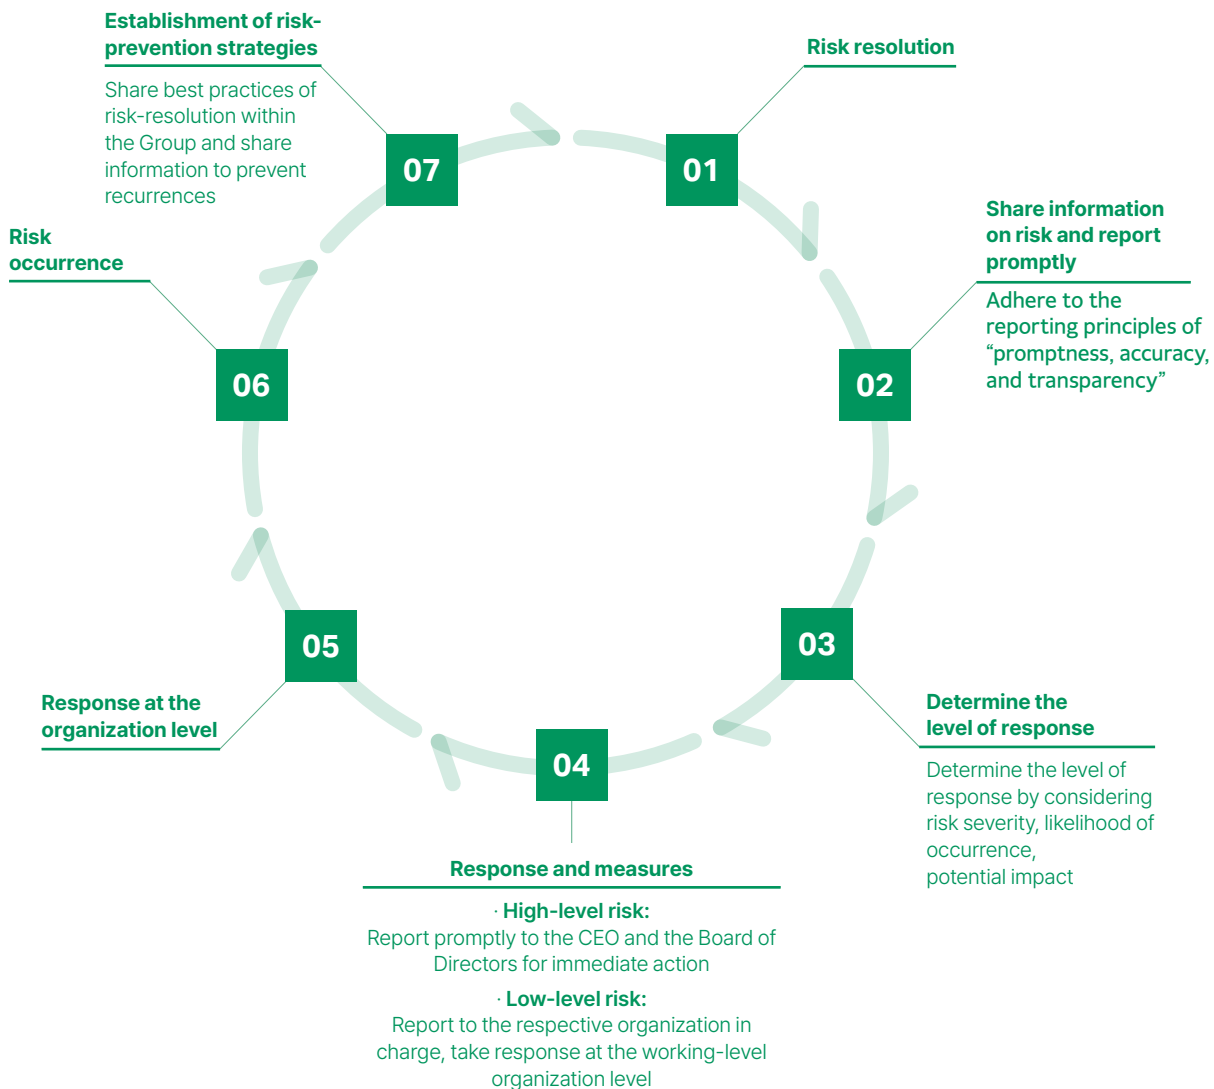 01
Risk resolution
02
Share information
on risk and report
promptly
Adhere to the
reporting principles of
“promptness, accuracy,
and transparency”
03
Determine the
level of response
Determine the level of
response by considering
risk severity, likelihood of
occurrence,
potential impact
04
Response and measures
· High-level risk:
Report promptly to the CEO and the Board of
Directors for immediate action
· Low-level risk:
Report to the respective organization in
charge, take response at the working-level
organization level
05
Response at the
organization level
06
Risk
occurrence
07
Establishment of risk-
prevention strategies
Share best practices of
risk-resolution within
the Group and share
information to prevent
recurrences